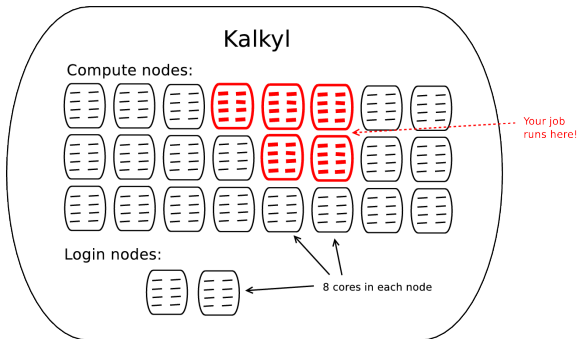 Kalkyl
Compute nodes:
Your job
runs here!
Login nodes:
8 cores in each node